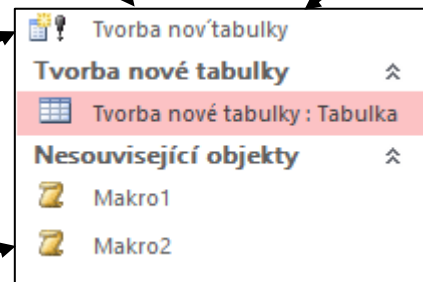 Tvorba nov´tabulky
Tvorba nové tabulky
Tvorba nové tabulky : Tabulka
Nesouvisející objekty
Makro1
Makro2